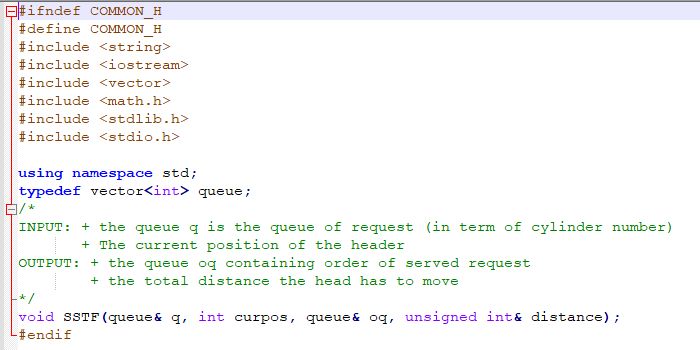 #ifndef COMMON_H
#define COMMON_H
#include <string>
#include <iostream>
#include <vector>
#include <math.h>
#include <stdlib.h>
#include <stdio.h>
using namespace std;
typedef vector<int> queue;
/*
INPUT: + the queue q is the queue of request (in term of cylinder number)
+ The current position of the header
OUTPUT: + the queue oq containing order of served request
+ the total distance the head has to move
*/
void SSTF(queue& q, int curpos, queue& oq, unsigned int& distance);
#endif